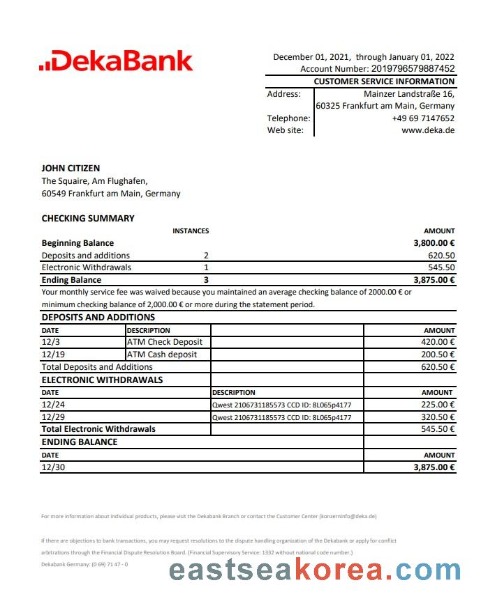 DekaBank
December 01, 2021, through January 01, 2022
Account Number: 2019796579887452
CUSTOMER SERVICE INFORMATION
Address: Mainzer Landstraße 16,
60325 Frankfurt am Main, Germany
Telephone: +49 69 7147652
Web site: www.deka.de
JOHN CITIZEN
The Squaire, Am Flughafen,
60549 Frankfurt am Main, Germany
CHECKING SUMMARY
INSTANCES AMOUNT
Beginning Balance 3,800.00 €
Deposits and additions 2 620.50
Electronic Withdrawals 1 545.50
Ending Balance 3 3,875.00 €
Your monthly service fee was waived because you maintained an average checking balance of 2000.00 € or
minimum checking balance of 2,000.00 € or more during the statement period.
DEPOSITS AND ADDITIONS
DATE DESCRIPTION AMOUNT
12/3 ATM Check Deposit 420.00 €
12/19 ATM Cash deposit 200.50 €
Total Deposits and Additions 620.50 €
ELECTRONIC WITHDRAWALS
DATE DESCRIPTION AMOUNT
12/24 Qwest 2106731185573 CCD ID: 8L065p4177 225.00 €
12/29 Qwest 2106731185573 CCD ID: 8L065p4177 320.50 €
Total Electronic Withdrawals 545.50 €
ENDING BALANCE
DATE AMOUNT
12/30 3,875.00 €
For more information about individual products, please visit the Dekabank Branch or contact the Customer Center (konzerninfo@deka.de)
If there are objections to bank transactions, you may request resolutions to the dispute handling organisation of the Dekabank or apply for conflict
arbitrations through the Financial Dispute Resolution Board. (Financial Supervisory Service: 1332 without national code number.)
Dekabank Germany: (0 69) 71 47 - 0
eastseakorea.com